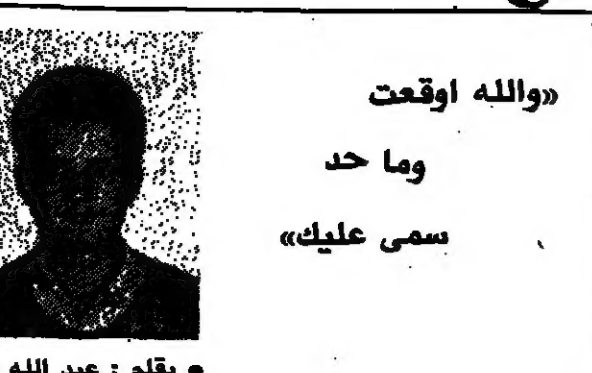 «والله اوقعت
وما حد
سمى عليك»
• بقلم : عبد الله